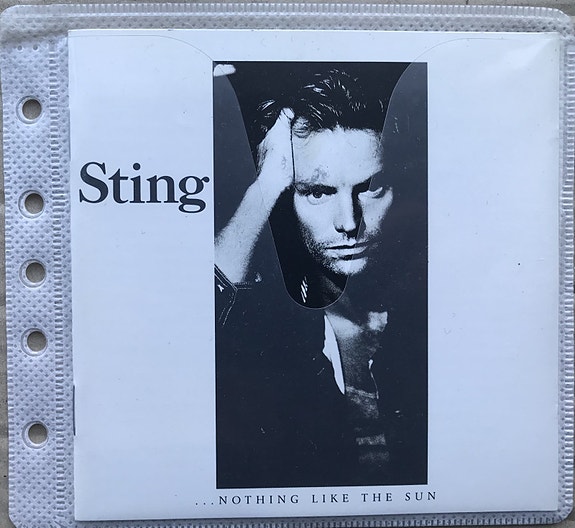 Sting
...NOTHING LIKE THE SUN